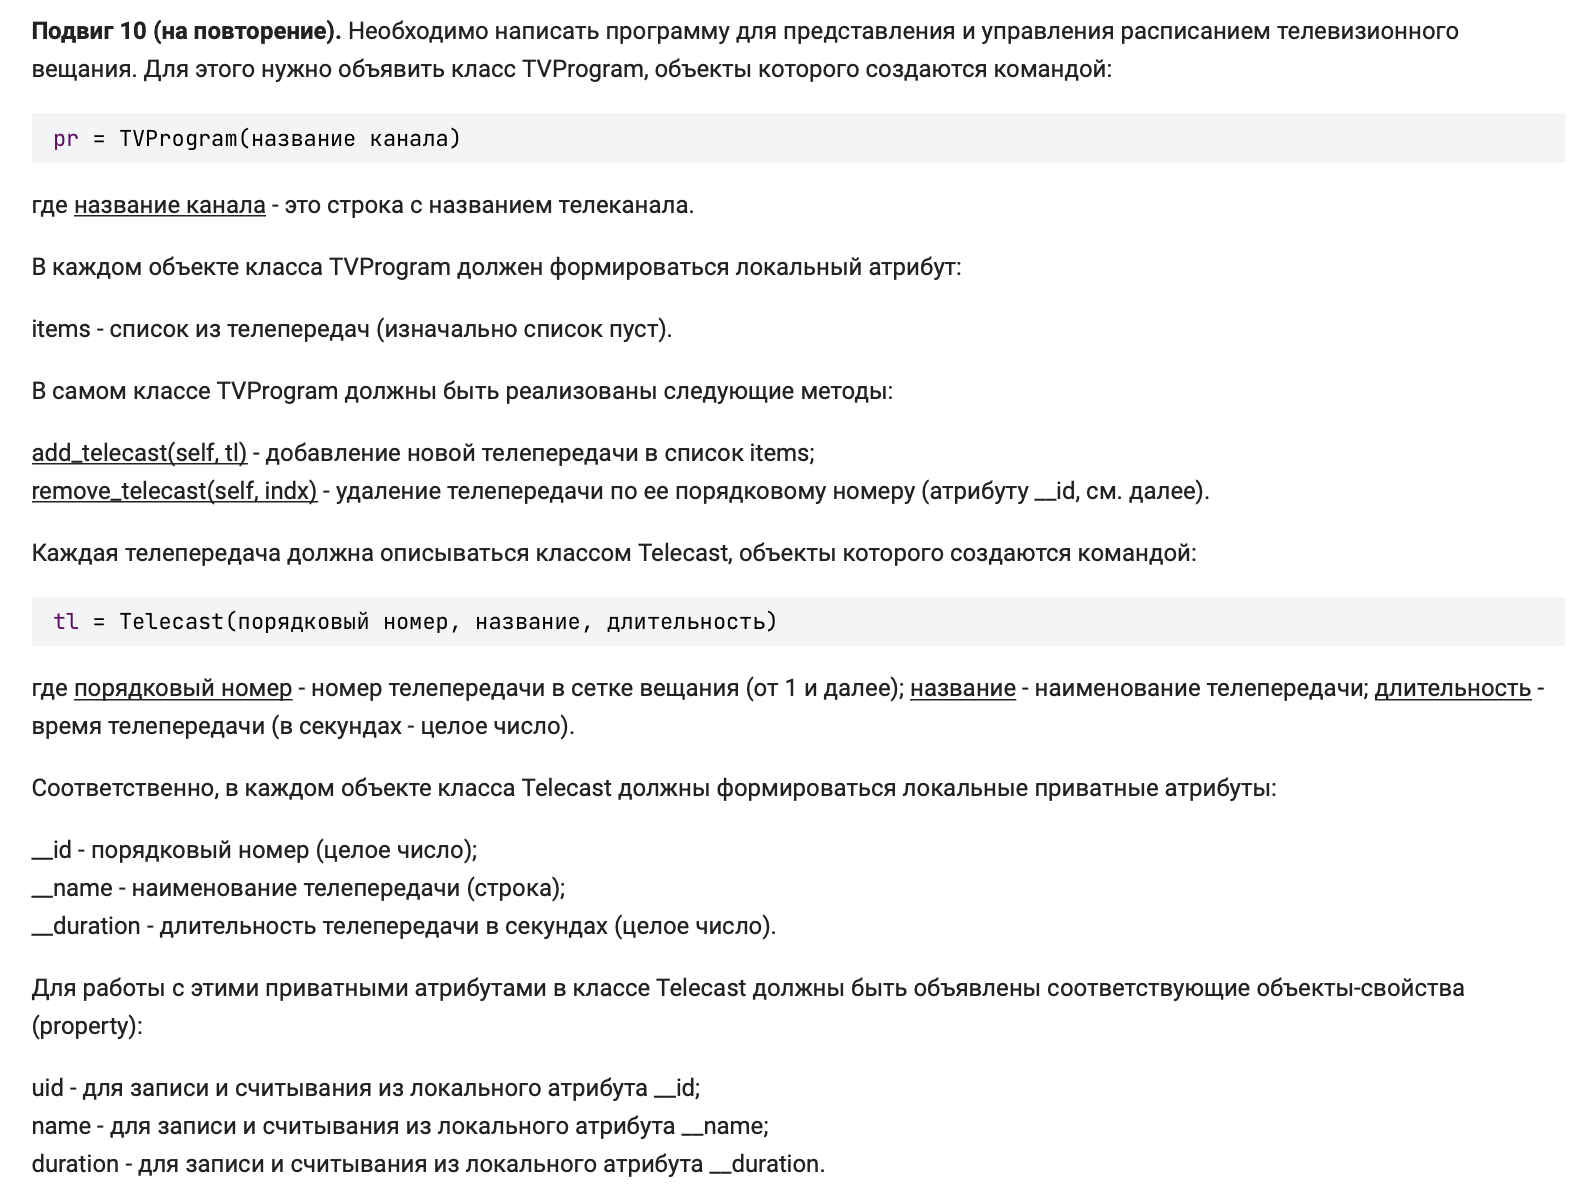 Подвиг 10 (на повторение). Необходимо написать программу для представления и управления расписанием телевизионного
вещания. Для этого нужно объявить класс TVProgram, объекты которого создаются командой:
pr = TVProgram(название канала)
где название канала - это строка с названием телеканала.
В каждом объекте класса TVProgram должен формироваться локальный атрибут:
items - список из телепередач (изначально список пуст).
В самом классе TVProgram должны быть реализованы следующие методы:
add_telecast(self, tl) - добавление новой телепередачи в список items;
remove_telecast(self, indx) - удаление телепередачи по ее порядковому номеру (атрибуту __id, см. далее).
Каждая телепередача должна описываться классом Telecast, объекты которого создаются командой:
tl = Telecast(порядковый номер, название, длительность)
где порядковый номер - номер телепередачи в сетке вещания (от 1 и далее); название - наименование телепередачи; длительность -
время телепередачи (в секундах - целое число).
Соответственно, в каждом объекте класса Telecast должны формироваться локальные приватные атрибуты:
__id - порядковый номер (целое число);
__name - наименование телепередачи (строка);
__duration - длительность телепередачи в секундах (целое число).
Для работы с этими приватными атрибутами в классе Telecast должны быть объявлены соответствующие объекты-свойства
(property):
uid - для записи и считывания из локального атрибута __id;
name - для записи и считывания из локального атрибута __name;
duration - для записи и считывания из локального атрибута __duration.